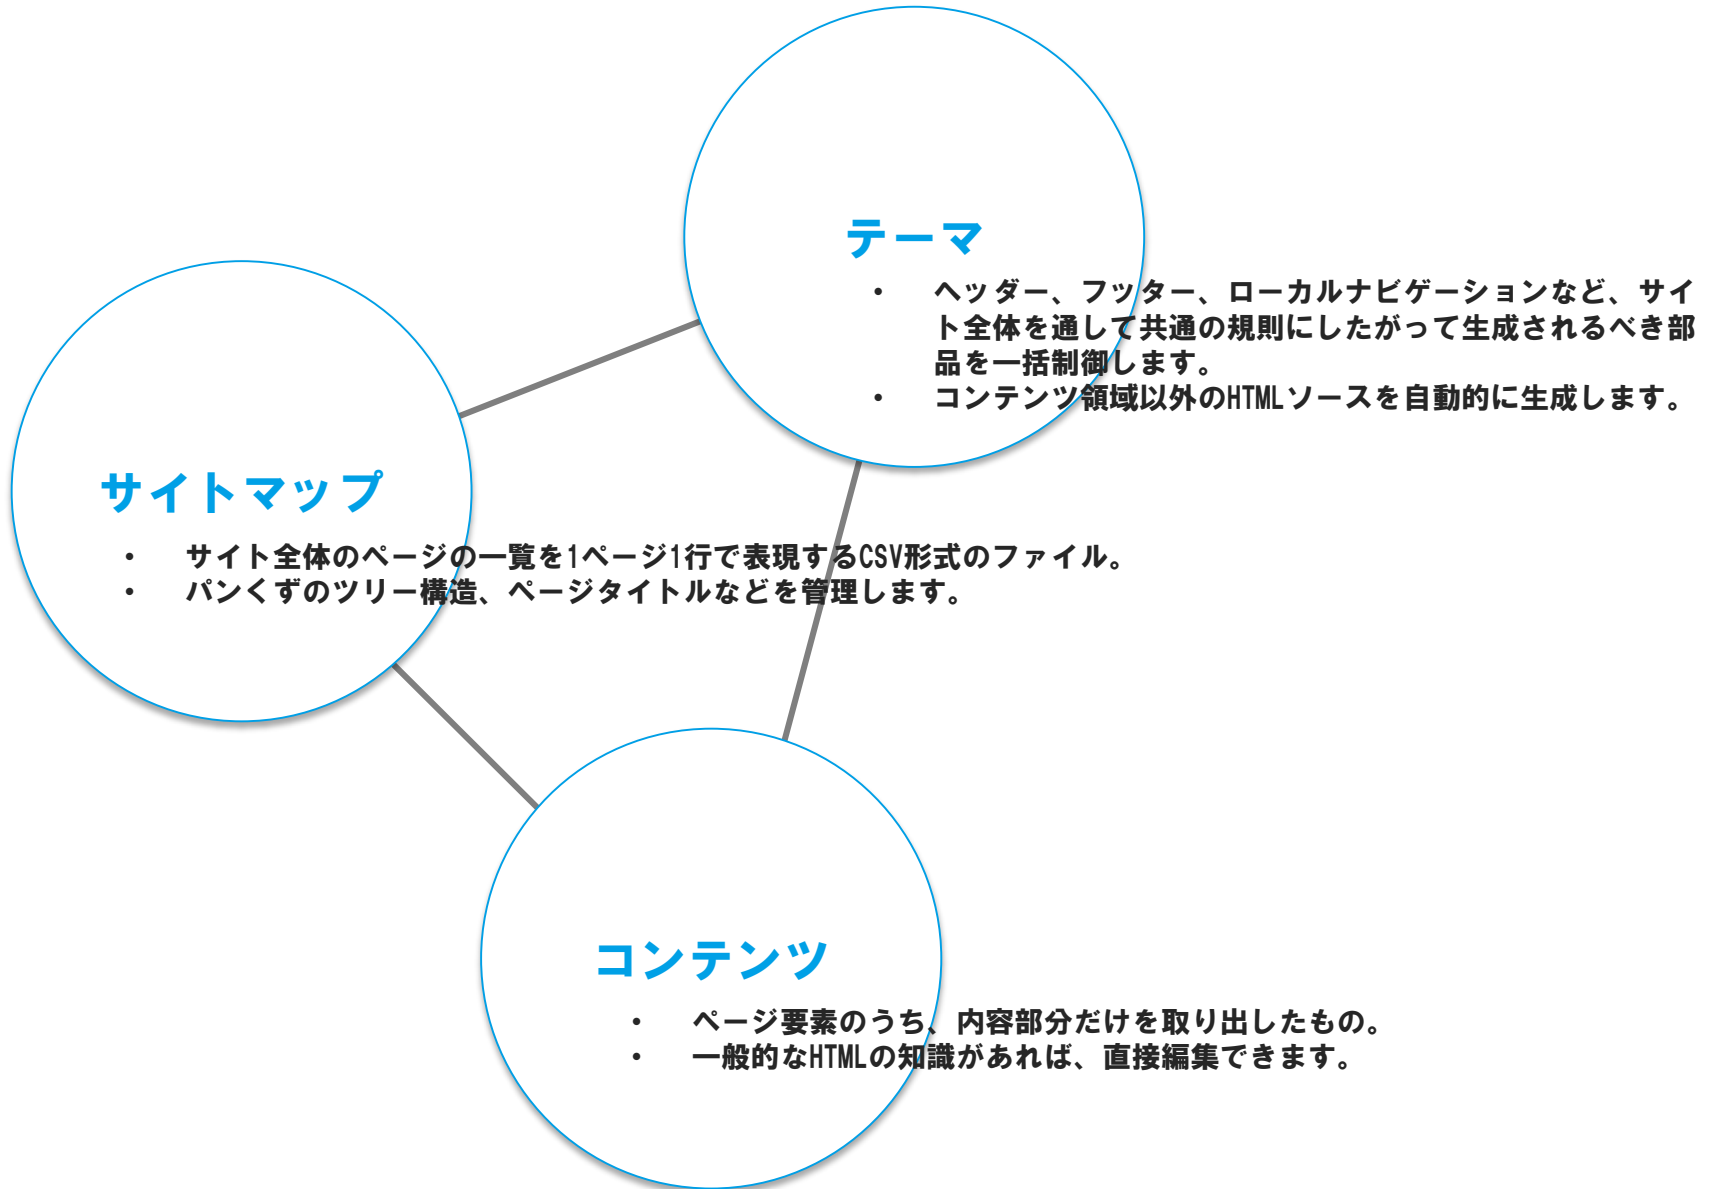 テーマ
・ ヘッダー、フッター、ローカルナビゲーションなど、サイ
ト全体を通して共通の規則にしたがって生成されるべき部
品を一括制御します。
・ コンテンツ領域以外のHTMLソースを自動的に生成します。
サイトマップ
・ サイト全体のページの一覧を1ページ1行で表現するCSV形式のファイル。
・ パンくずのツリー構造、ページタイトルなどを管理します。
コンテンツ
・ ページ要素のうち、内容部分だけを取り出したもの。
・ 一般的なHTMLの知識があれば、直接編集できます。